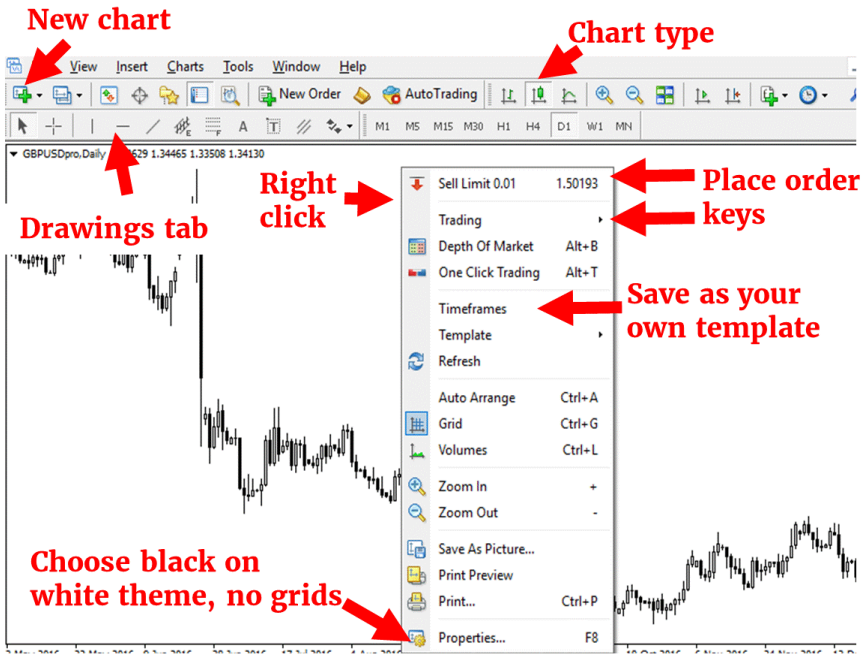 New chart
Chart type
View Insert Charts Tools Window Help
New Order AutoTrading
A T M1 M5 M15 M30 H1 H4 D1 W1 MN
GBPUSDpro,Daily 1.34465 1.33508 1.34130
Drawings tab
Right
click
Sell Limit 0.01 1.50193
Place order
keys
Trading
Depth Of Market Alt+B
One Click Trading Alt+T
Timeframes
Save as your
own template
Template
Refresh
Auto Arrange Ctrl+A
Grid Ctrl+G
Volumes Ctrl+L
Zoom In +
Zoom Out -
Save As Picture...
Print Preview
Print... Ctrl+P
Properties... F8
Choose black on
white theme, no grids